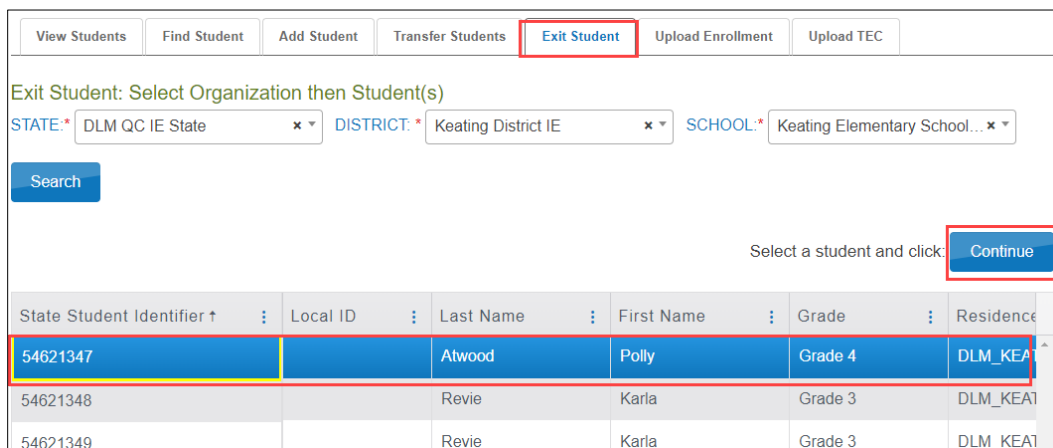 View Students Find Student Add Student Transfer Students Exit Student Upload Enrollment Upload TEC
Exit Student: Select Organization then Student(s)
STATE:* DLM QC IE State × DISTRICT: * Keating District IE × SCHOOL:* Keating Elementary School... ×
Search
Select a student and click: Continue
State Student Identifier ↑ Local ID Last Name First Name Grade Residence
54621347 Atwood Polly Grade 4 DLM_KEAT
54621348 Revie Karla Grade 3 DLM_KEAT
54621349 Revie Karla Grade 3 DLM_KEAT